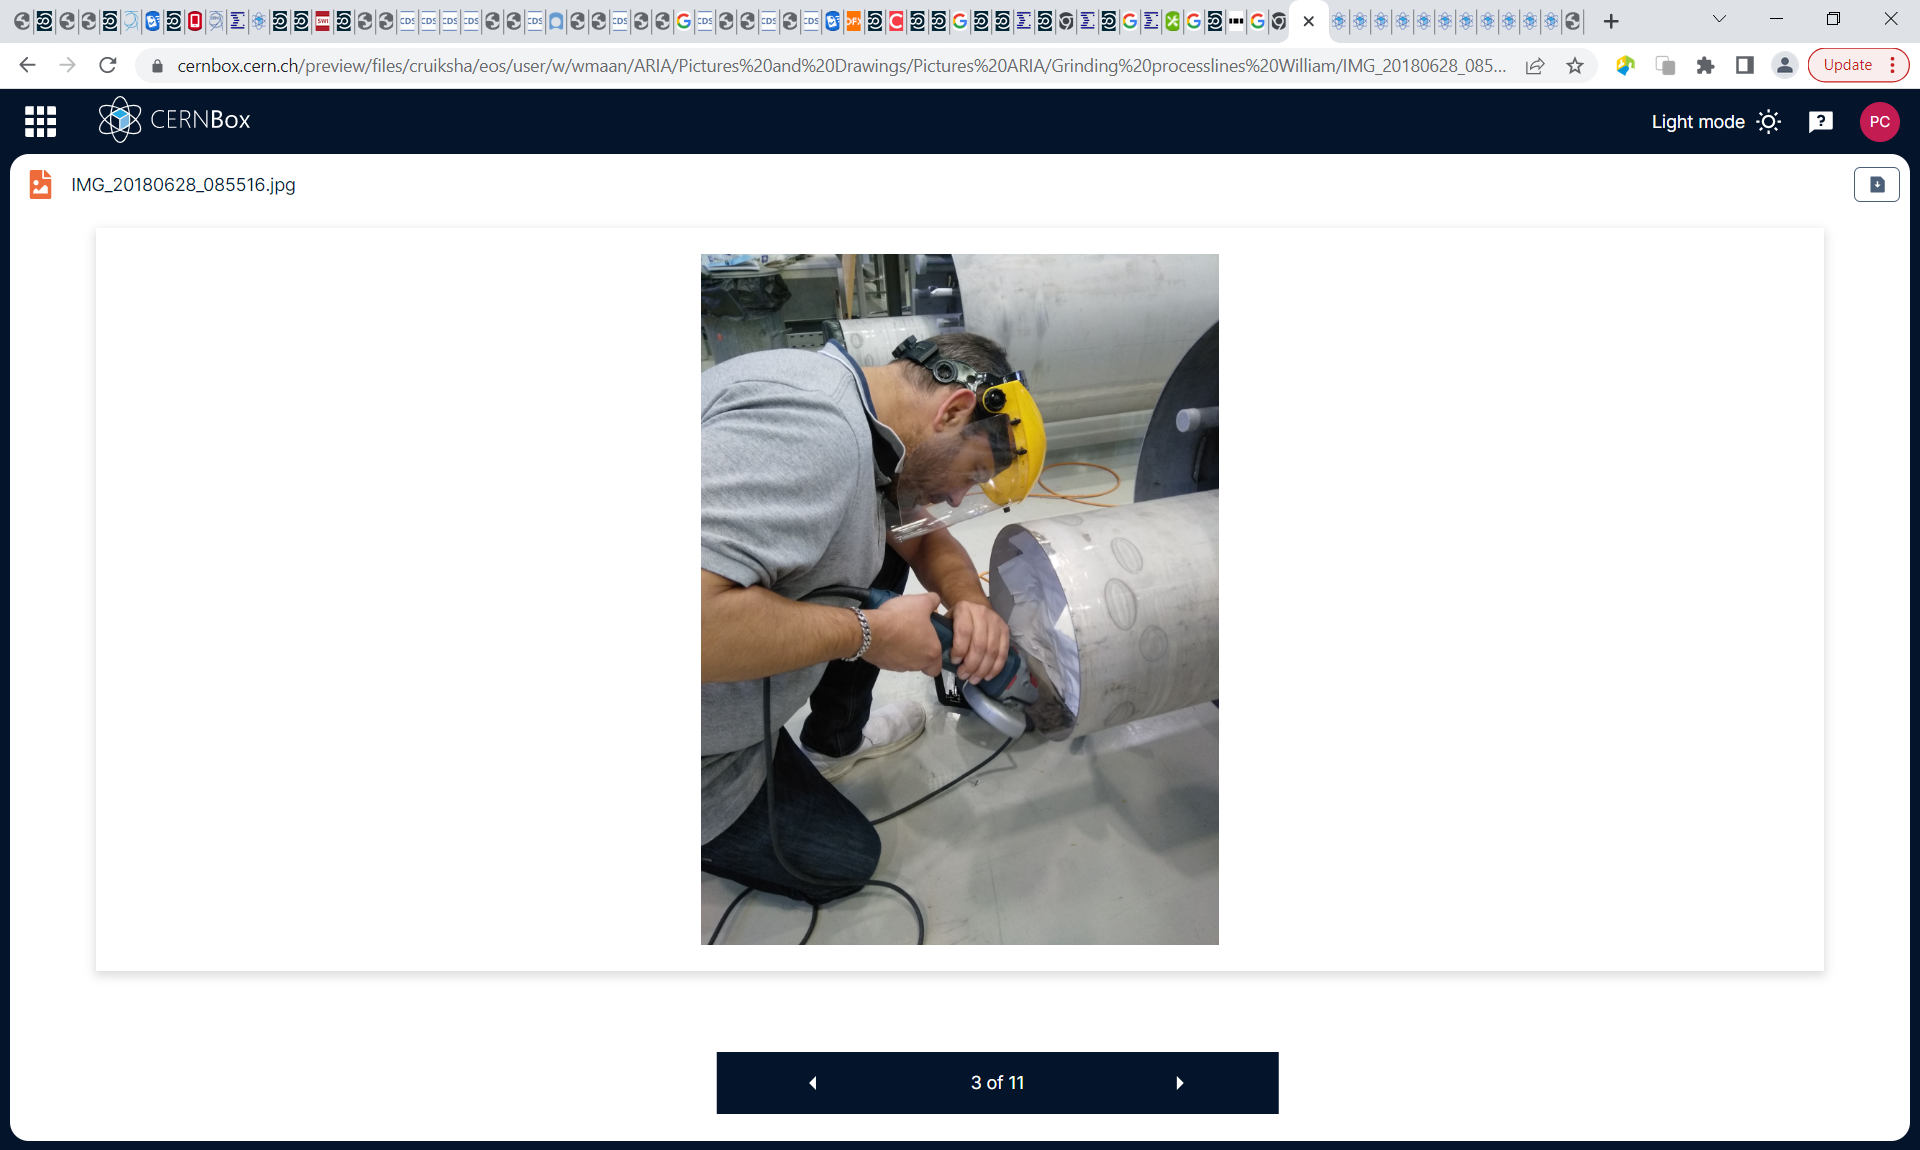 cernbox.cern.ch/preview/files/cruiksha/eos/user/w/wmaan/ARIA/Pictures%20and%20Drawings/Pictures%20ARIA/Grinding%20processlines%20William/IMG_20180628_085...
Update
CERNBox
Light mode
PC
IMG_20180628_085516.jpg
3 of 11